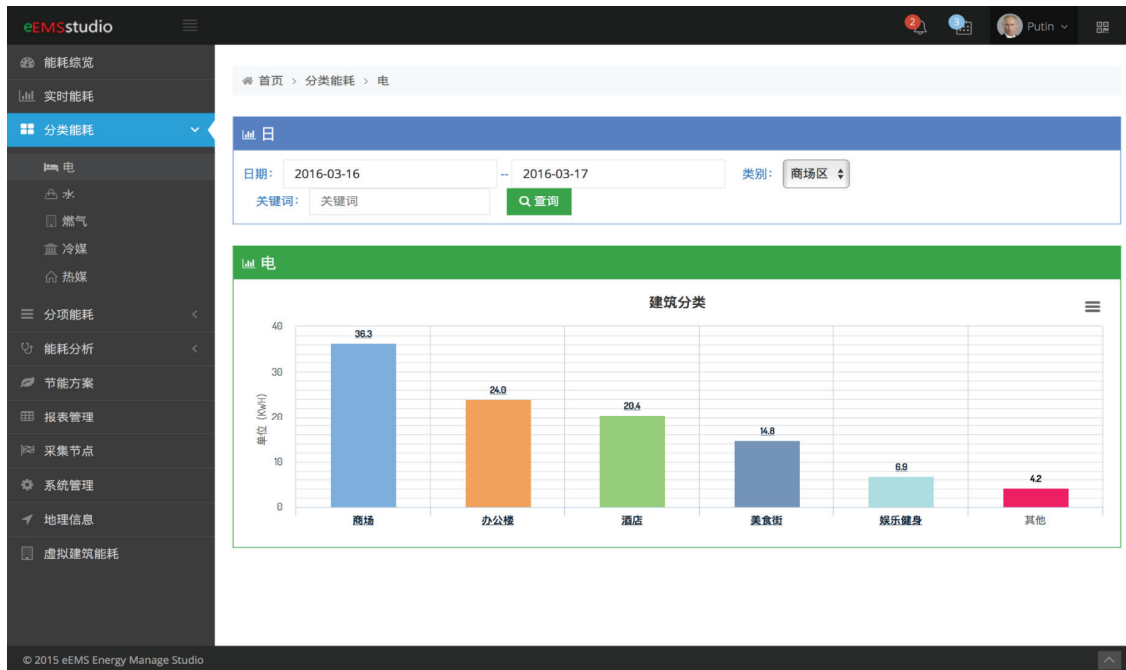 eEMSstudio
2
3
Putin
能耗综览
实时能耗
分类能耗
电
水
燃气
冷媒
热媒
分项能耗
能耗分析
节能方案
报表管理
采集节点
系统管理
地理信息
虚拟建筑能耗
© 2015 eEMS Energy Manage Studio
首页 > 分类能耗 > 电
日
日期: 2016-03-16 -- 2016-03-17 类别: 商场区
关键词: 关键词 查询
电
建筑分类
单位 (KWH)
40
30
20
10
0
36.3
24.0
20.4
14.8
6.9
4.2
商场 办公楼 酒店 美食街 娱乐健身 其他